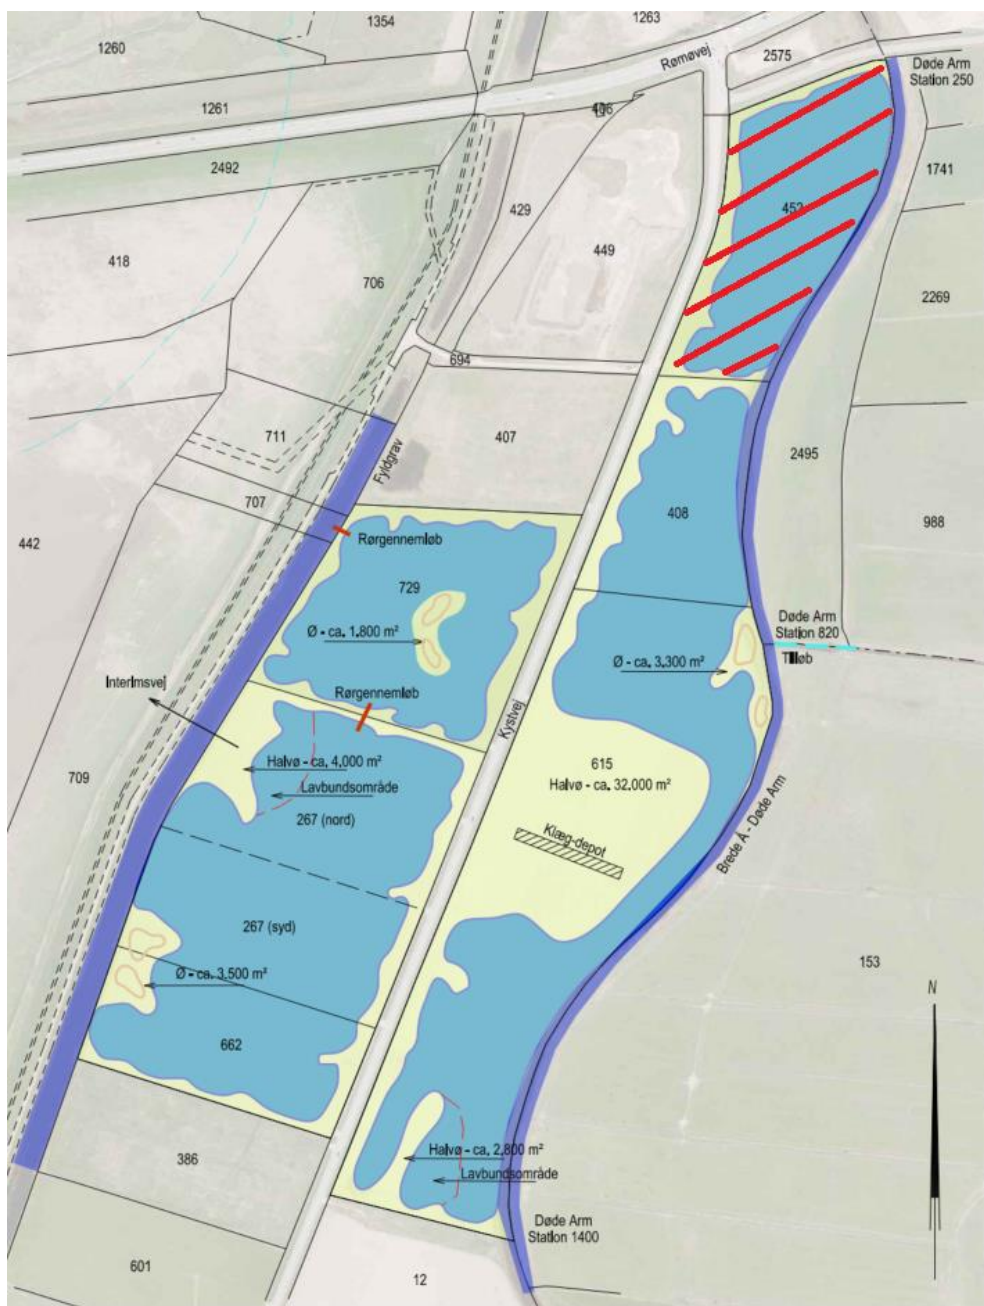 1354
1263
1260
Rømøvej
2575
Døde Arm
Station 250
1261
406
2492
1741
429
452
449
418
706
2269
694
711
407
Fyldgrav
2495
707
408
988
442
Rørgennemløb
729
Døde Arm
Station 820
Ø - ca. 1.800 m²
Tilløb
Ø - ca. 3.300 m²
Interimsvej
Rørgennemløb
Kystvej
615
709
Halvø - ca. 4.000 m²
Halvø - ca. 32.000 m²
Lavbundsområde
267 (nord)
Klæg-depot
Brede Å - Døde Arm
267 (syd)
153
Ø - ca. 3.500 m²
N
662
Halvø - ca. 2.800 m²
386
Lavbundsområde
Døde Arm
Station 1400
601
12